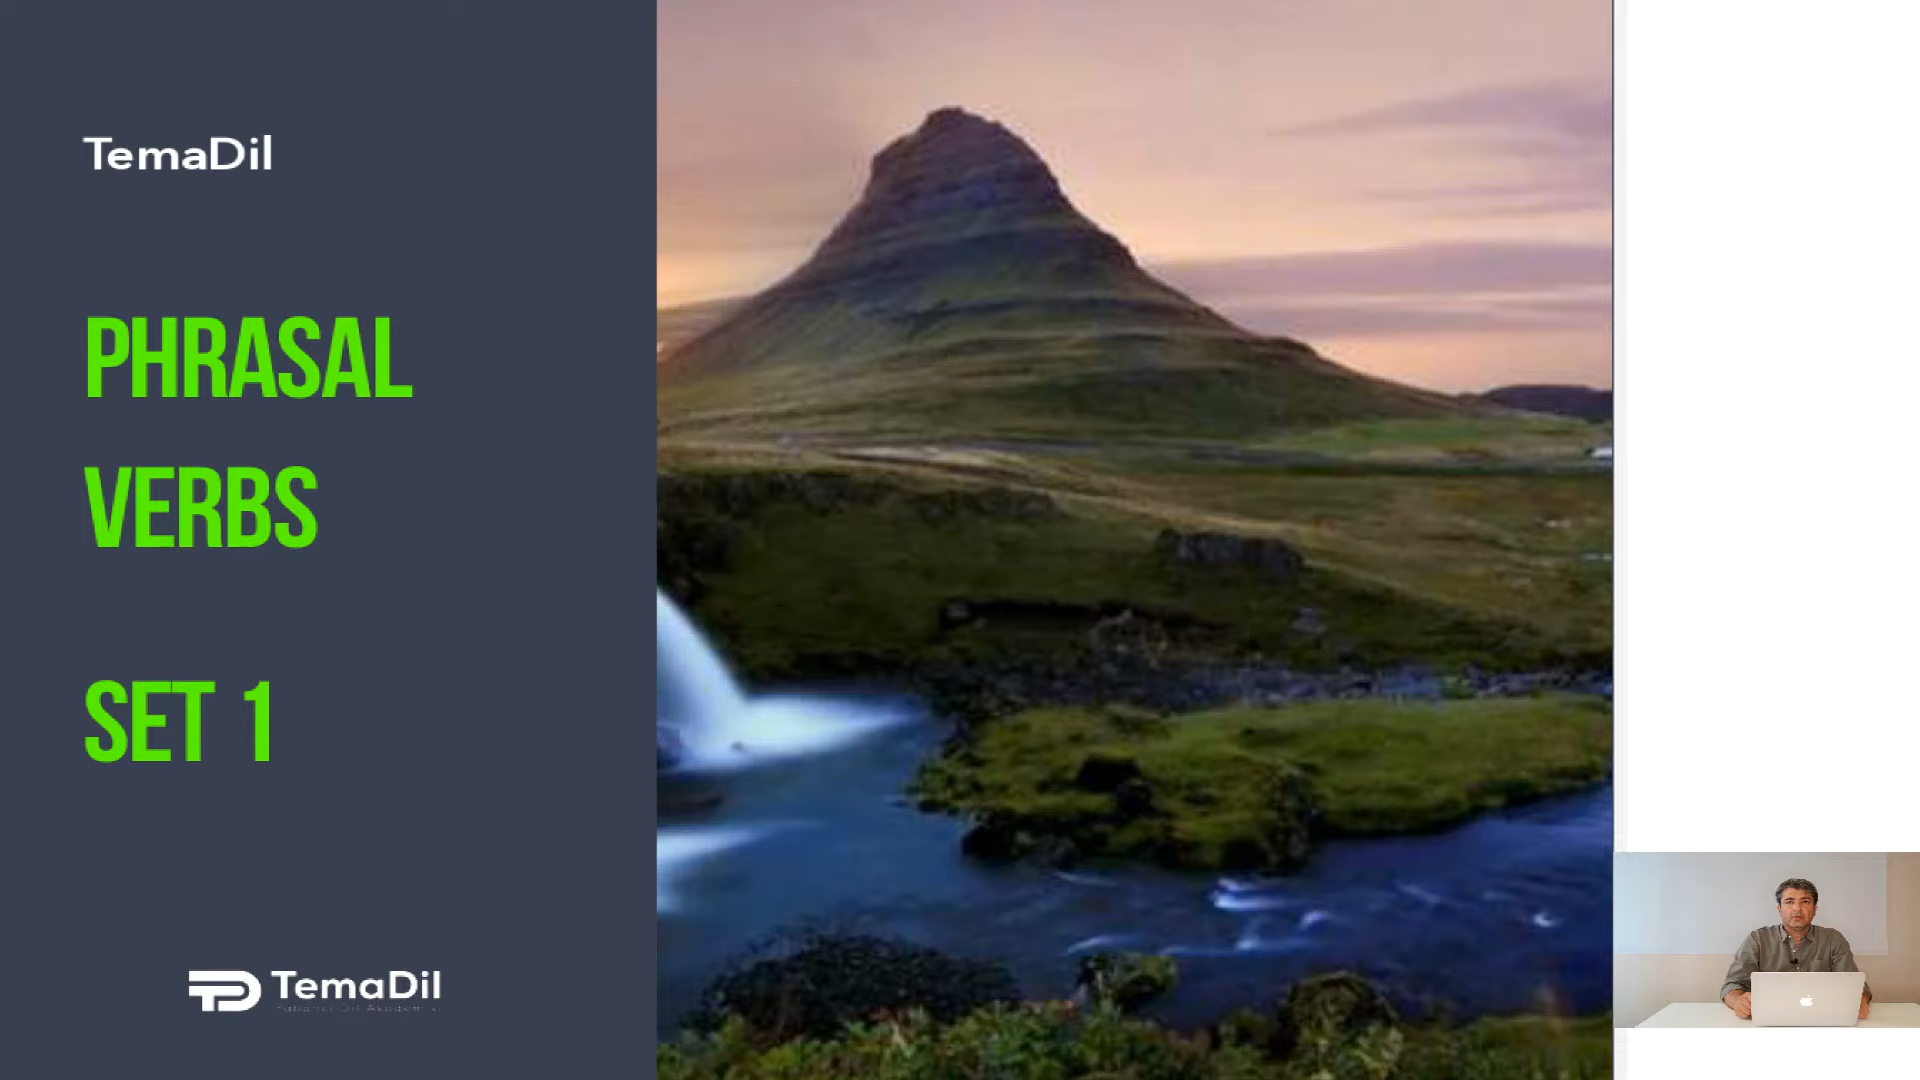 TemaDil
PHRASAL
VERBS
SET 1
TemaDil